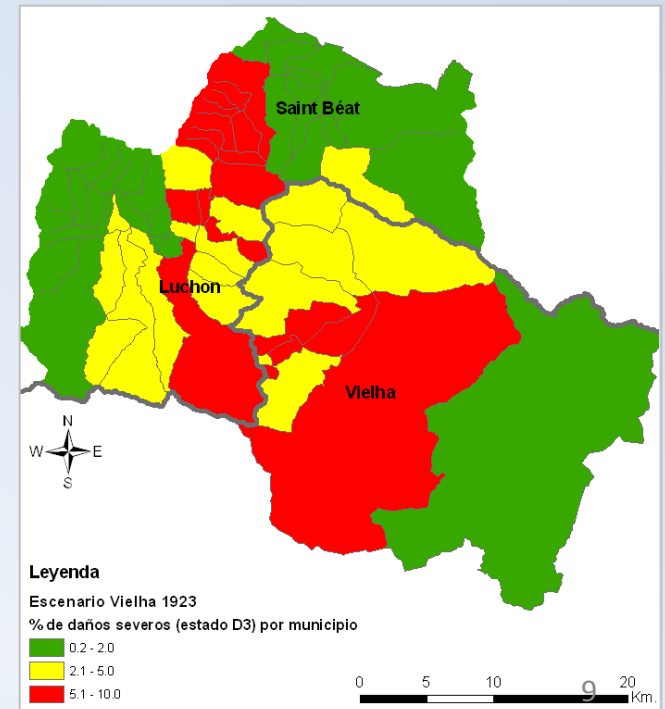 Saint Béat
Luchon
Vielha
N
W E
S
Leyenda
Escenario Vielha 1923
% de daños severos (estado D3) por municipio
0.2 - 2.0
2.1 - 5.0
5.1 - 10.0
0 5 10 20
Km.
9